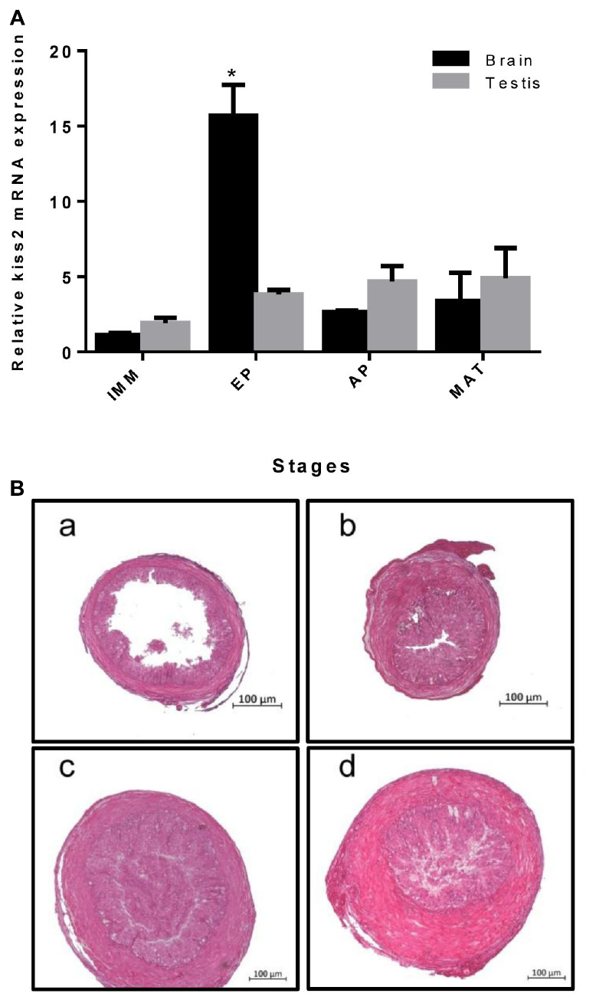 A
Relative kiss2 mRNA expression
20
15
10
5
0
*
Brain
Testis
IMM
EP
AP
MAT
Stages
B
a
100 µm
b
100 µm
c
100 µm
d
100 µm